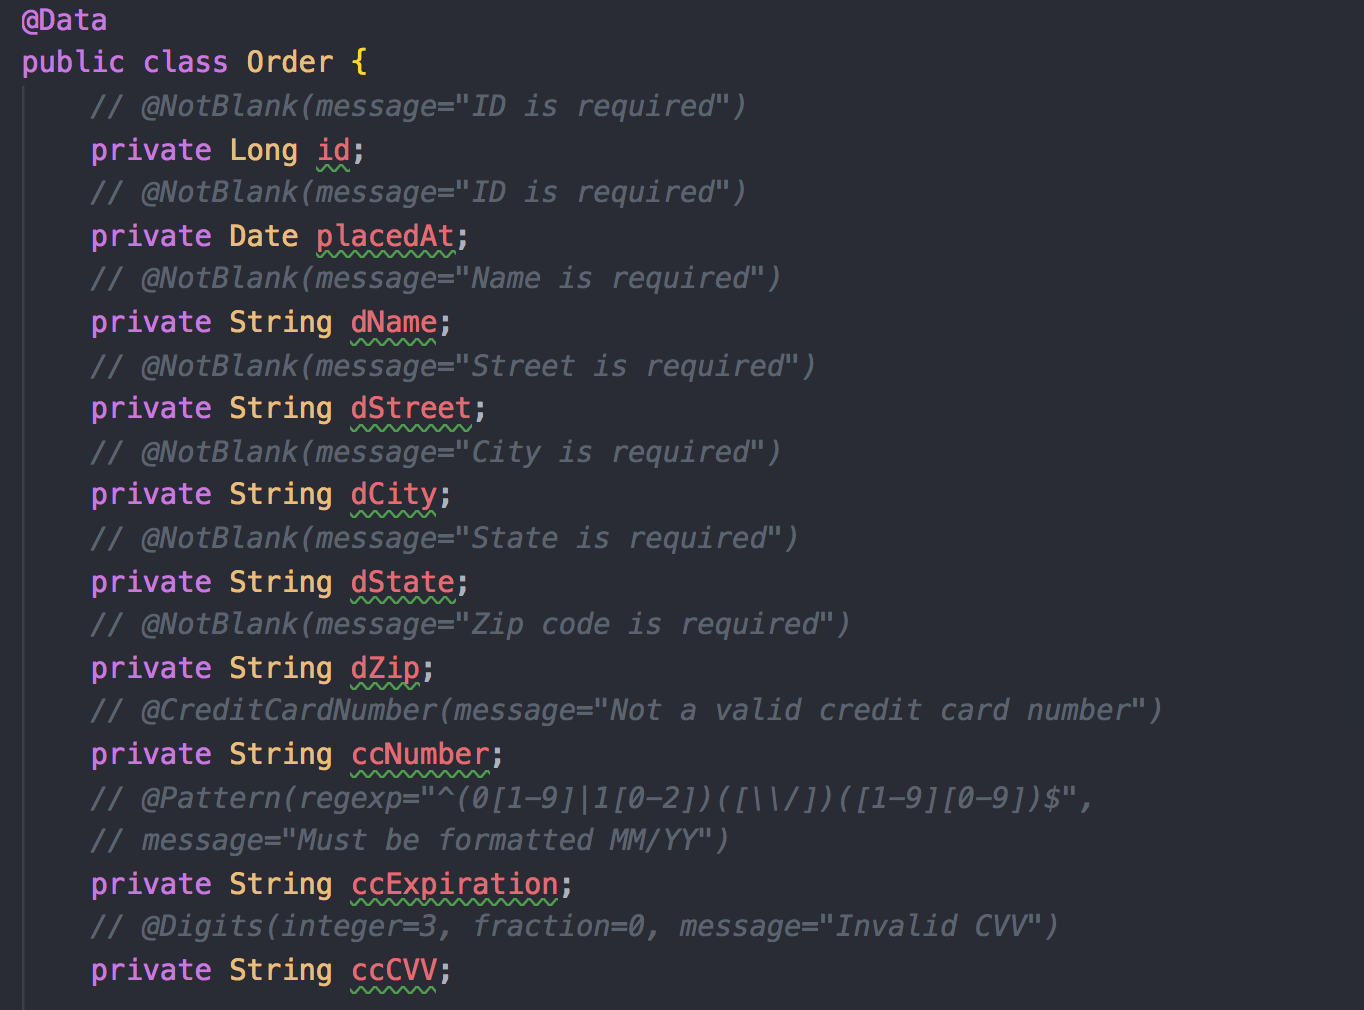 @Data
public class Order {
// @NotBlank(message="ID is required")
private Long id;
// @NotBlank(message="ID is required")
private Date placedAt;
// @NotBlank(message="Name is required")
private String dName;
// @NotBlank(message="Street is required")
private String dStreet;
// @NotBlank(message="City is required")
private String dCity;
// @NotBlank(message="State is required")
private String dState;
// @NotBlank(message="Zip code is required")
private String dZip;
// @CreditCardNumber(message="Not a valid credit card number")
private String ccNumber;
// @Pattern(regexp="^(0[1-9]|1[0-2])([\\/])([1-9][0-9])$",
// message="Must be formatted MM/YY")
private String ccExpiration;
// @Digits(integer=3, fraction=0, message="Invalid CVV")
private String ccCVV;